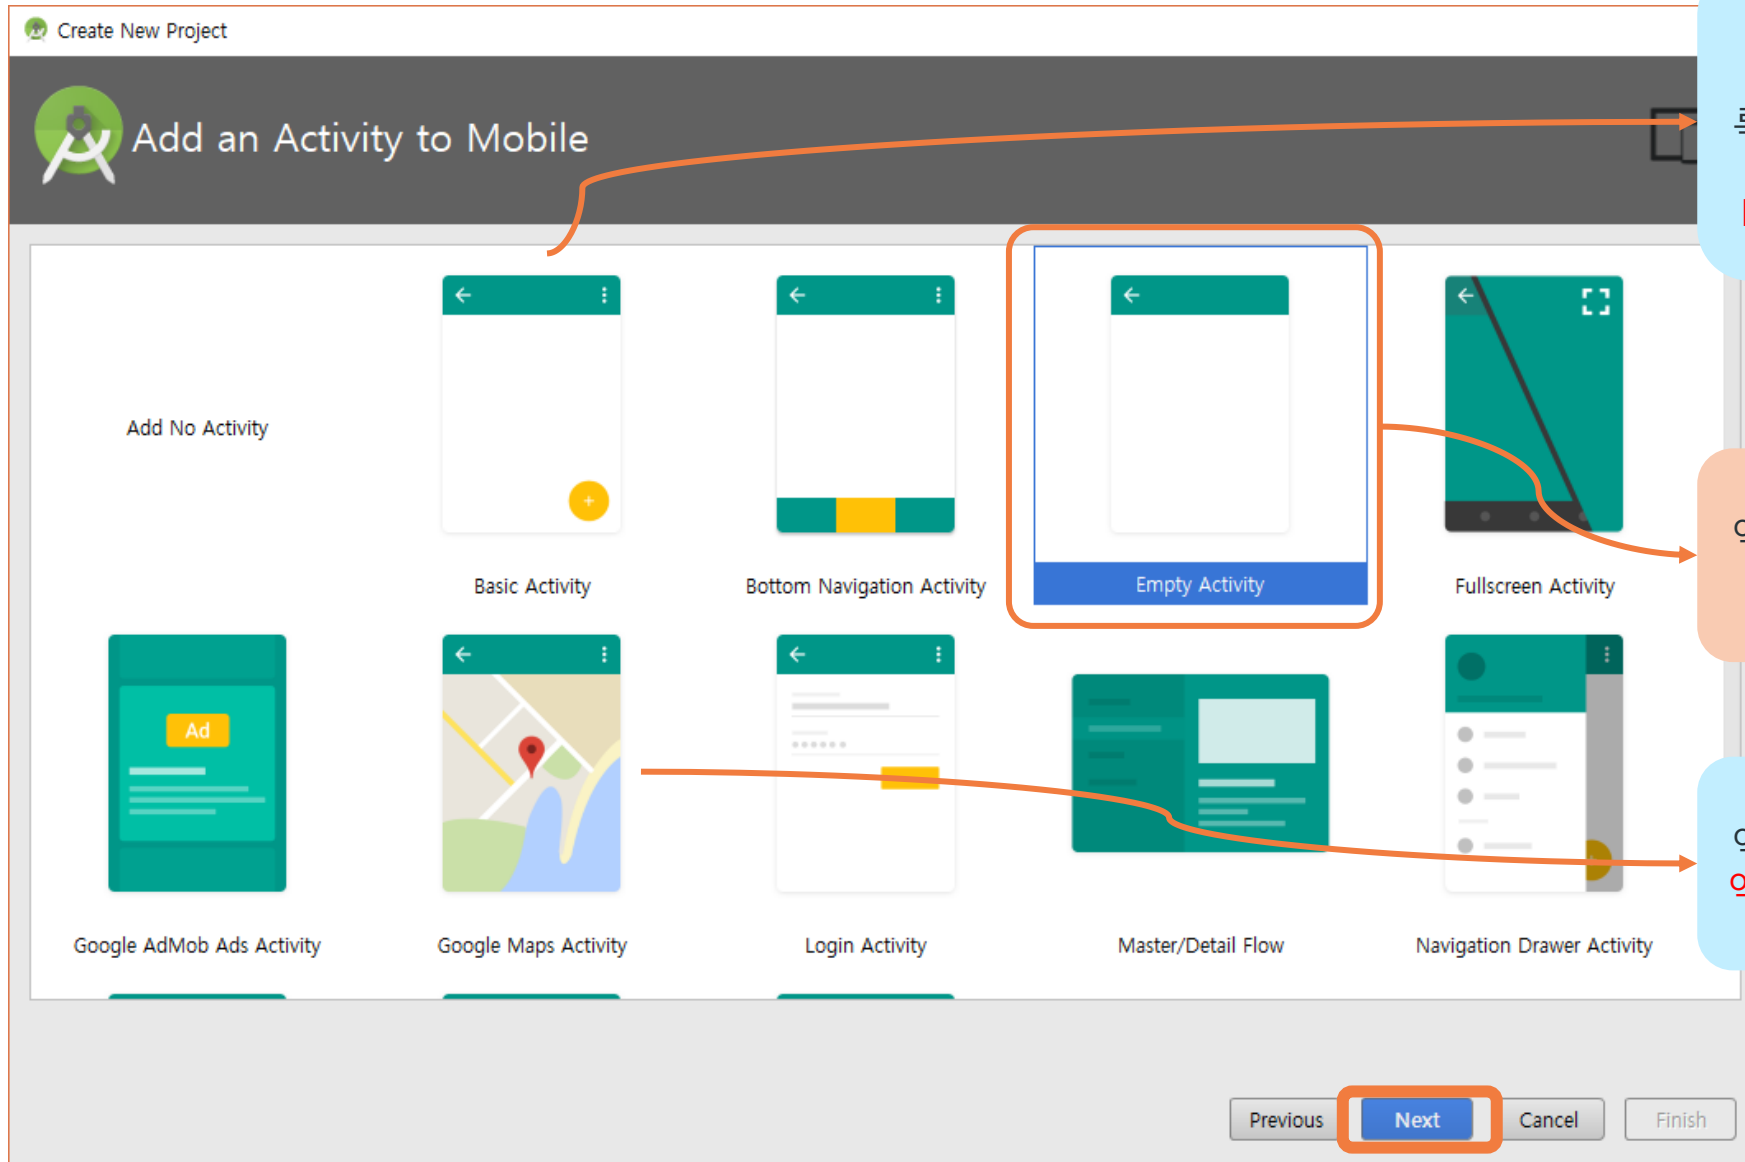 Create New Project
Add an Activity to Mobile
Add No Activity
Basic Activity
Bottom Navigation Activity
Empty Activity
Fullscreen Activity
Ad
Google AdMob Ads Activity
Google Maps Activity
Login Activity
Master/Detail Flow
Navigation Drawer Activity
Previous
Next
Cancel
Finish